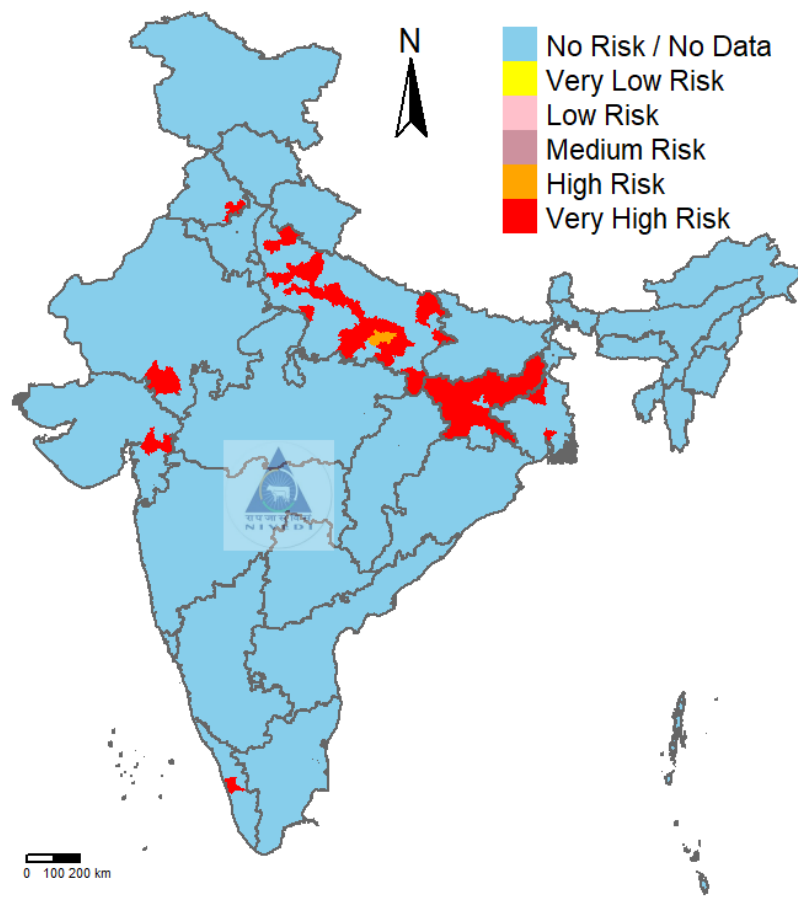 N
No Risk / No Data
Very Low Risk
Low Risk
Medium Risk
High Risk
Very High Risk
NIVEDI
0 100 200 km